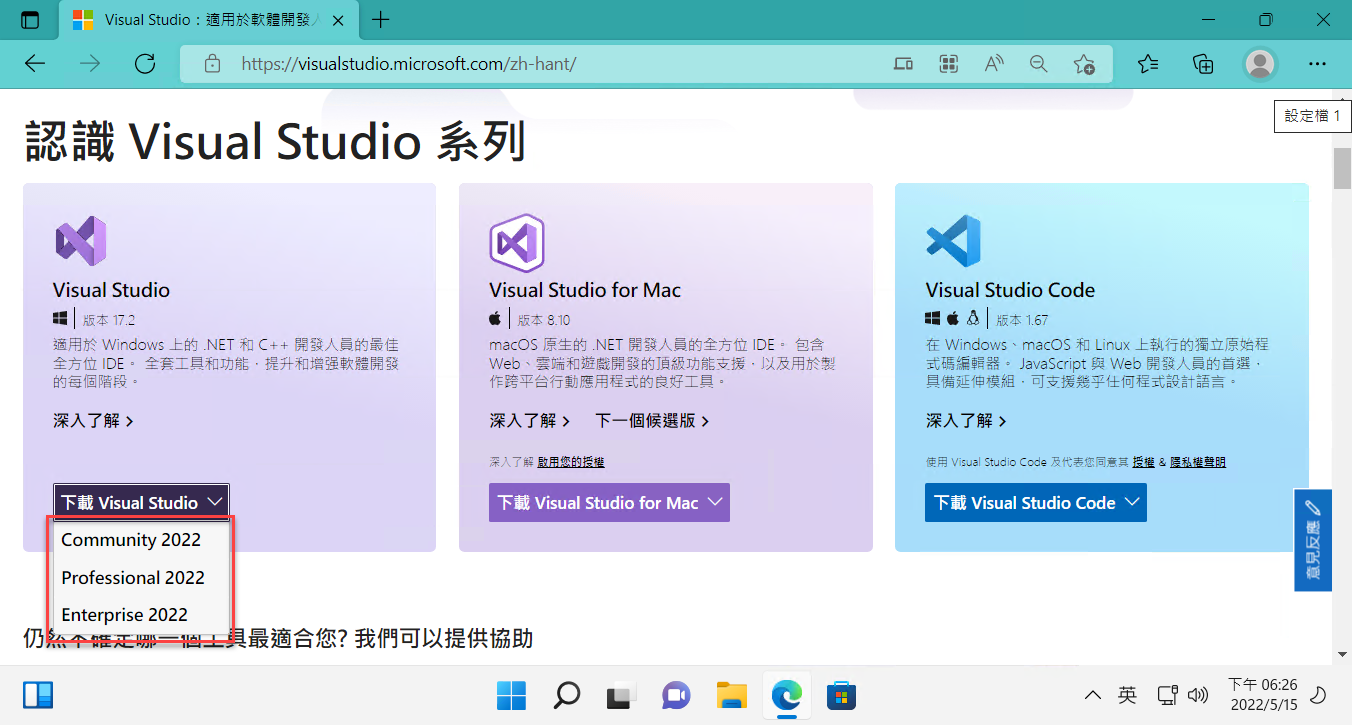 Visual Studio：適用於軟體開發人
https://visualstudio.microsoft.com/zh-hant/
設定檔 1
認識 Visual Studio 系列
Visual Studio
版本 17.2
適用於 Windows 上的 .NET 和 C++ 開發人員的最佳
全方位 IDE。 全套工具和功能，提升和增强軟體開發
的每個階段。
深入了解
下載 Visual Studio
Community 2022
Professional 2022
Enterprise 2022
Visual Studio for Mac
版本 8.10
macOS 原生的 .NET 開發人員的全方位 IDE。 包含
Web、雲端和遊戲開發的頂級功能支援，以及用於製
作跨平台行動應用程式的良好工具。
深入了解 下一個候選版
深入了解 啟用您的授權
下載 Visual Studio for Mac
Visual Studio Code
版本 1.67
在 Windows、macOS 和 Linux 上執行的獨立原始程
式碼編輯器。 JavaScript 與 Web 開發人員的首選，
具備延伸模組，可支援幾乎任何程式設計語言。
深入了解
使用 Visual Studio Code 及代表您同意其 授權 & 隱私權聲明
下載 Visual Studio Code
意見反應
仍然不確定哪一個工具最適合您? 我們可以提供協助
英
下午 06:26
2022/5/15